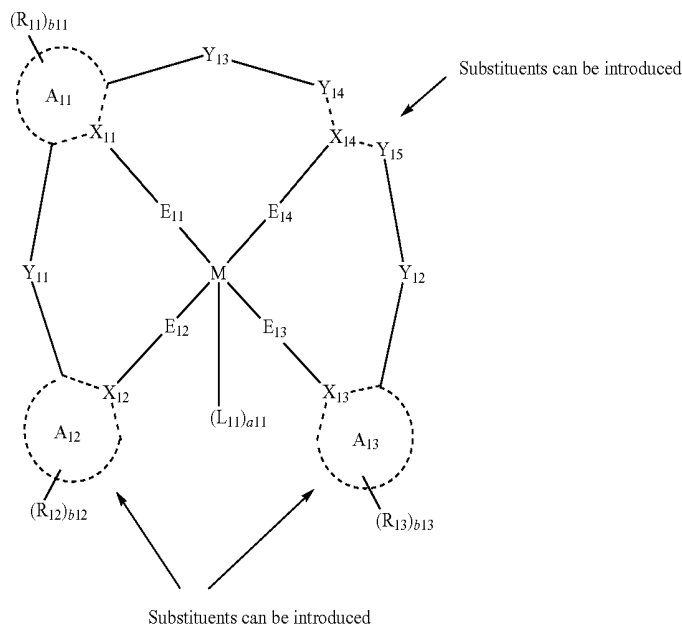 (R₁₁)b11
Y₁₃
Substituents can be introduced
Y₁₄
A₁₁
X₁₁
X₁₄
Y₁₅
E₁₁
E₁₄
Y₁₁
M
Y₁₂
E₁₂
E₁₃
X₁₂
X₁₃
(L₁₁)a11
A₁₂
A₁₃
(R₁₂)b12
(R₁₃)b13
Substituents can be introduced